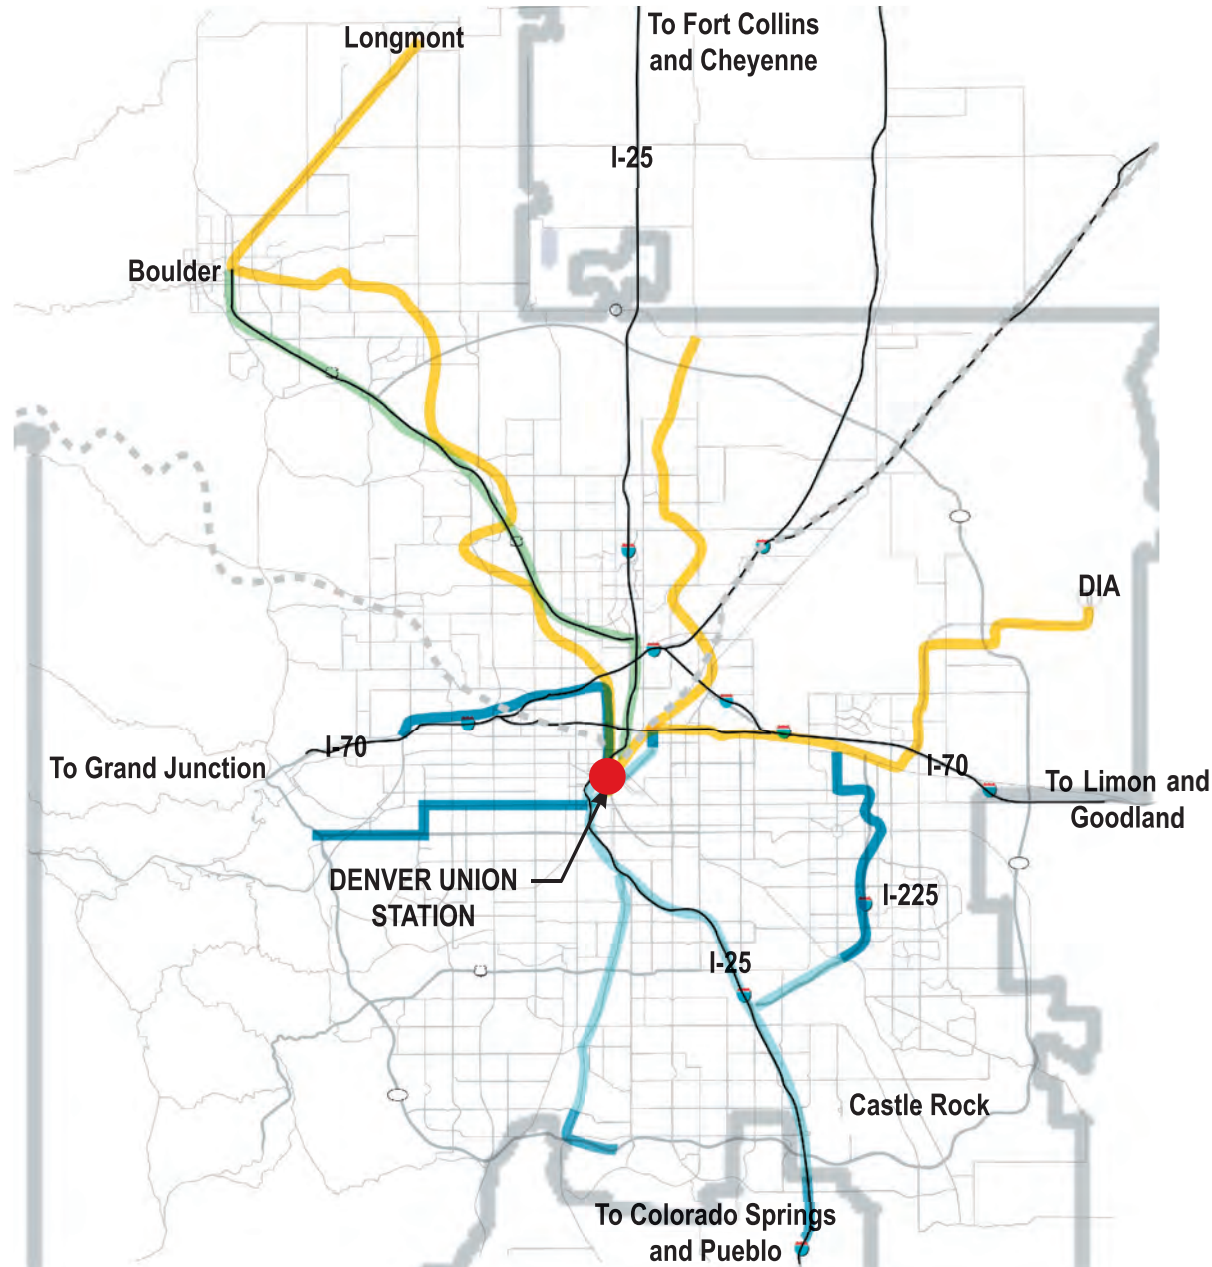 To Fort Collins
and Cheyenne
Longmont
I-25
Boulder
DIA
I-70
To Grand Junction
I-70
To Limon and
Goodland
DENVER UNION
STATION
I-225
I-25
Castle Rock
To Colorado Springs
and Pueblo